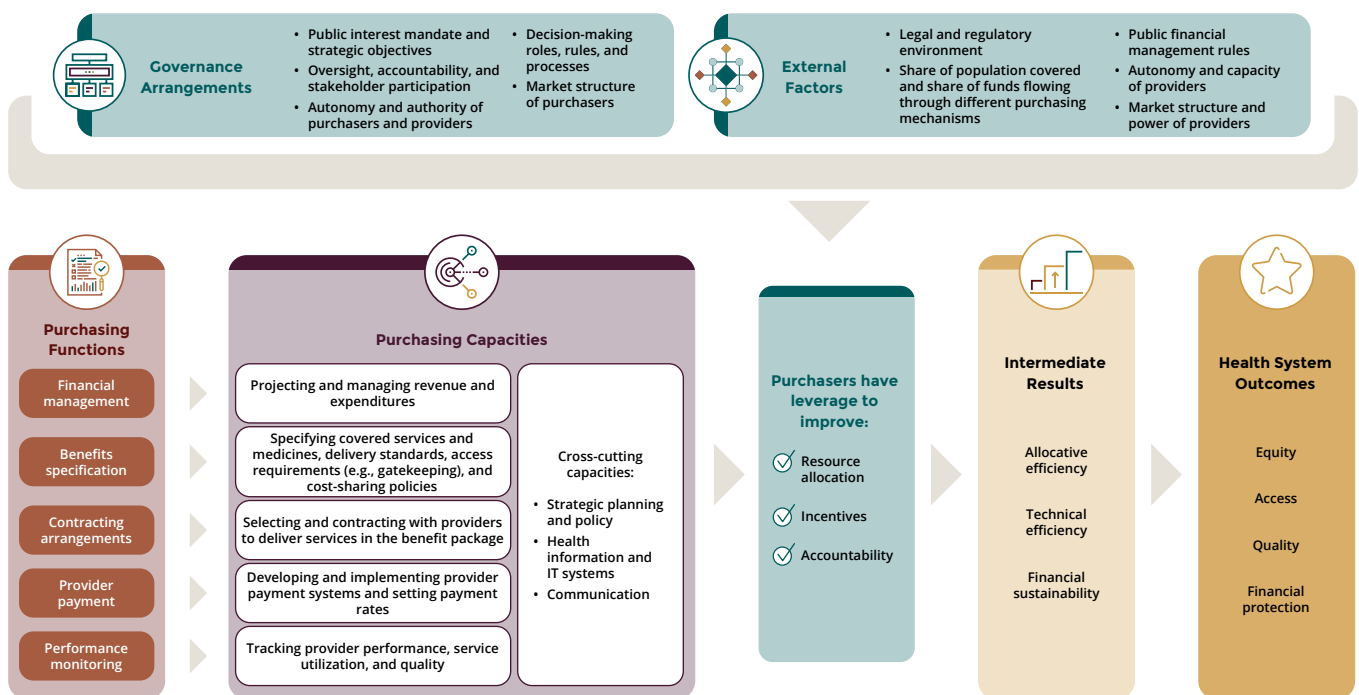 Governance
Arrangements
• Public interest mandate and
strategic objectives
• Oversight, accountability, and
stakeholder participation
• Autonomy and authority of
purchasers and providers
• Decision-making
roles, rules, and
processes
• Market structure
of purchasers
External
Factors
• Legal and regulatory
environment
• Share of population covered
and share of funds flowing
through different purchasing
mechanisms
• Public financial
management rules
• Autonomy and capacity
of providers
• Market structure and
power of providers
Purchasing
Functions
Financial
management
Benefits
specification
Contracting
arrangements
Provider
payment
Performance
monitoring
Purchasing Capacities
Projecting and managing revenue and
expenditures
Specifying covered services and
medicines, delivery standards, access
requirements (e.g., gatekeeping), and
cost-sharing policies
Selecting and contracting with providers
to deliver services in the benefit package
Developing and implementing provider
payment systems and setting payment
rates
Tracking provider performance, service
utilization, and quality
Cross-cutting
capacities:
• Strategic planning
and policy
• Health
information and
IT systems
• Communication
Purchasers have
leverage to
improve:
Resource
allocation
Incentives
Accountability
Intermediate
Results
Allocative
efficiency
Technical
efficiency
Financial
sustainability
Health System
Outcomes
Equity
Access
Quality
Financial
protection